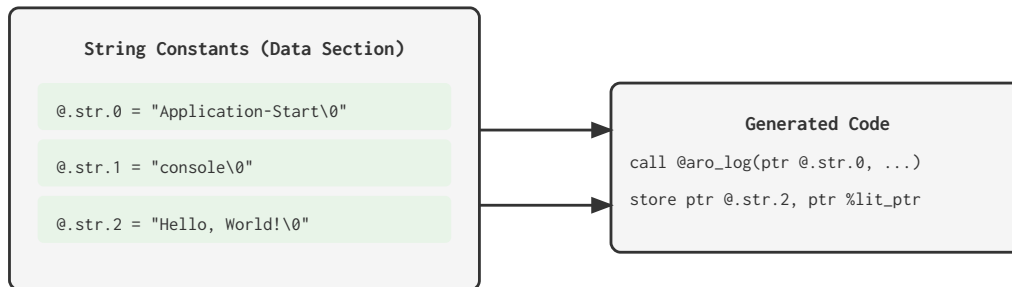 String Constants (Data Section)
@.str.0 = "Application-Start\0"
@.str.1 = "console\0"
@.str.2 = "Hello, World!\0"
Generated Code
call @aro_log(ptr @.str.0, ...)
store ptr @.str.2, ptr %lit_ptr